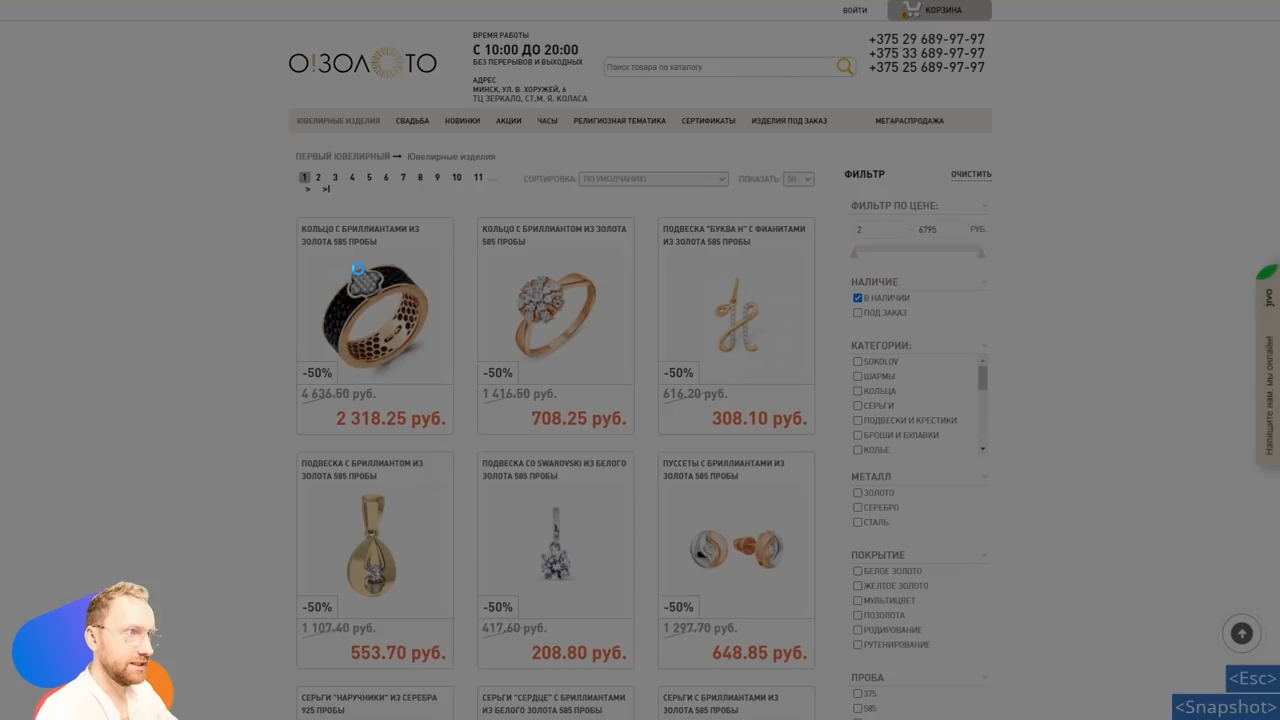 ВОЙТИ
КОРЗИНА
О!ЗОЛОТО
ВРЕМЯ РАБОТЫ
С 10:00 ДО 20:00
БЕЗ ПЕРЕРЫВОВ И ВЫХОДНЫХ
АДРЕС
МИНСК, УЛ. В. ХОРУЖЕЙ, 6
ТЦ ЗЕРКАЛО, СТ.М. Я. КОЛАСА
Поиск товара по каталогу
+375 29 689-97-97
+375 33 689-97-97
+375 25 689-97-97
ЮВЕЛИРНЫЕ ИЗДЕЛИЯ СВАДЬБА НОВИНКИ АКЦИИ ЧАСЫ РЕЛИГИОЗНАЯ ТЕМАТИКА СЕРТИФИКАТЫ ИЗДЕЛИЯ ПОД ЗАКАЗ МЕГАРАСПРОДАЖА
ПЕРВЫЙ ЮВЕЛИРНЫЙ → Ювелирные изделия
1 2 3 4 5 6 7 8 9 10 11 ....
> >|
СОРТИРОВКА: ПО УМОЛЧАНИЮ ПОКАЗАТЬ: 50
КОЛЬЦО С БРИЛЛИАНТАМИ ИЗ
ЗОЛОТА 585 ПРОБЫ
-50%
4 636.50 руб.
2 318.25 руб.
КОЛЬЦО С БРИЛЛИАНТОМ ИЗ ЗОЛОТА
585 ПРОБЫ
-50%
1 416.50 руб.
708.25 руб.
ПОДВЕСКА "БУКВА Н" С ФИАНИТАМИ
ИЗ ЗОЛОТА 585 ПРОБЫ
-50%
616.20 руб.
308.10 руб.
ПОДВЕСКА С БРИЛЛИАНТОМ ИЗ
ЗОЛОТА 585 ПРОБЫ
-50%
1 107.40 руб.
553.70 руб.
ПОДВЕСКА СО SWAROVSKI ИЗ БЕЛОГО
ЗОЛОТА 585 ПРОБЫ
-50%
417.60 руб.
208.80 руб.
ПУССЕТЫ С БРИЛЛИАНТАМИ ИЗ
ЗОЛОТА 585 ПРОБЫ
-50%
1 297.70 руб.
648.85 руб.
СЕРЬГИ "НАРУЧНИКИ" ИЗ СЕРЕБРА
925 ПРОБЫ
СЕРЬГИ "СЕРДЦЕ" С БРИЛЛИАНТАМИ
ИЗ БЕЛОГО ЗОЛОТА 585 ПРОБЫ
СЕРЬГИ С БРИЛЛИАНТАМИ ИЗ
ЗОЛОТА 585 ПРОБЫ
ФИЛЬТР ОЧИСТИТЬ
ФИЛЬТР ПО ЦЕНЕ:
2 - 6795 РУБ.
НАЛИЧИЕ
В НАЛИЧИИ
ПОД ЗАКАЗ
КАТЕГОРИИ:
SOKOLOV
ШАРМЫ
КОЛЬЦА
СЕРЬГИ
ПОДВЕСКИ И КРЕСТИКИ
БРОШИ И БУЛАВКИ
КОЛЬЕ
МЕТАЛЛ
ЗОЛОТО
СЕРЕБРО
СТАЛЬ
ПОКРЫТИЕ
БЕЛОЕ ЗОЛОТО
ЖЕЛТОЕ ЗОЛОТО
МУЛЬТИЦВЕТ
ПОЗОЛОТА
РОДИРОВАНИЕ
РУТЕНИРОВАНИЕ
ПРОБА
375
585
jivo
Напишите нам, мы онлайн!
<Esc>
<Snapshot>